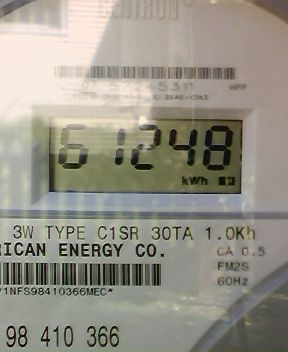 61248
kWh
3W TYPE C1SR 30TA 1.0Kh
RICAN ENERGY CO.
CA 0.5
FM2S
60Hz
1NFS98410366MEC*
98 410 366